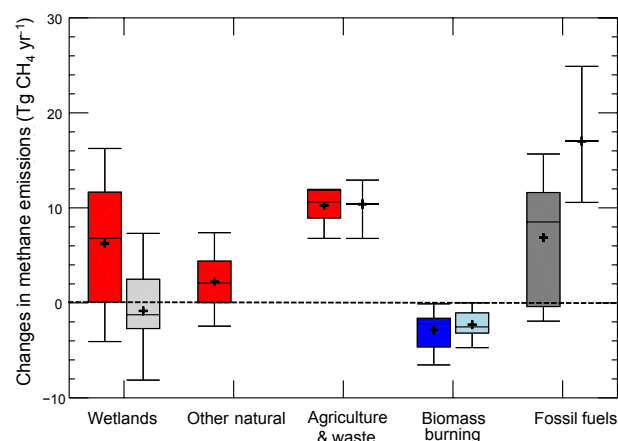 30
20
10
0
−10
Changes in methane emissions (Tg CH₄ yr⁻¹)
Wetlands
Other natural
Agriculture
& waste
Biomass
burning
Fossil fuels